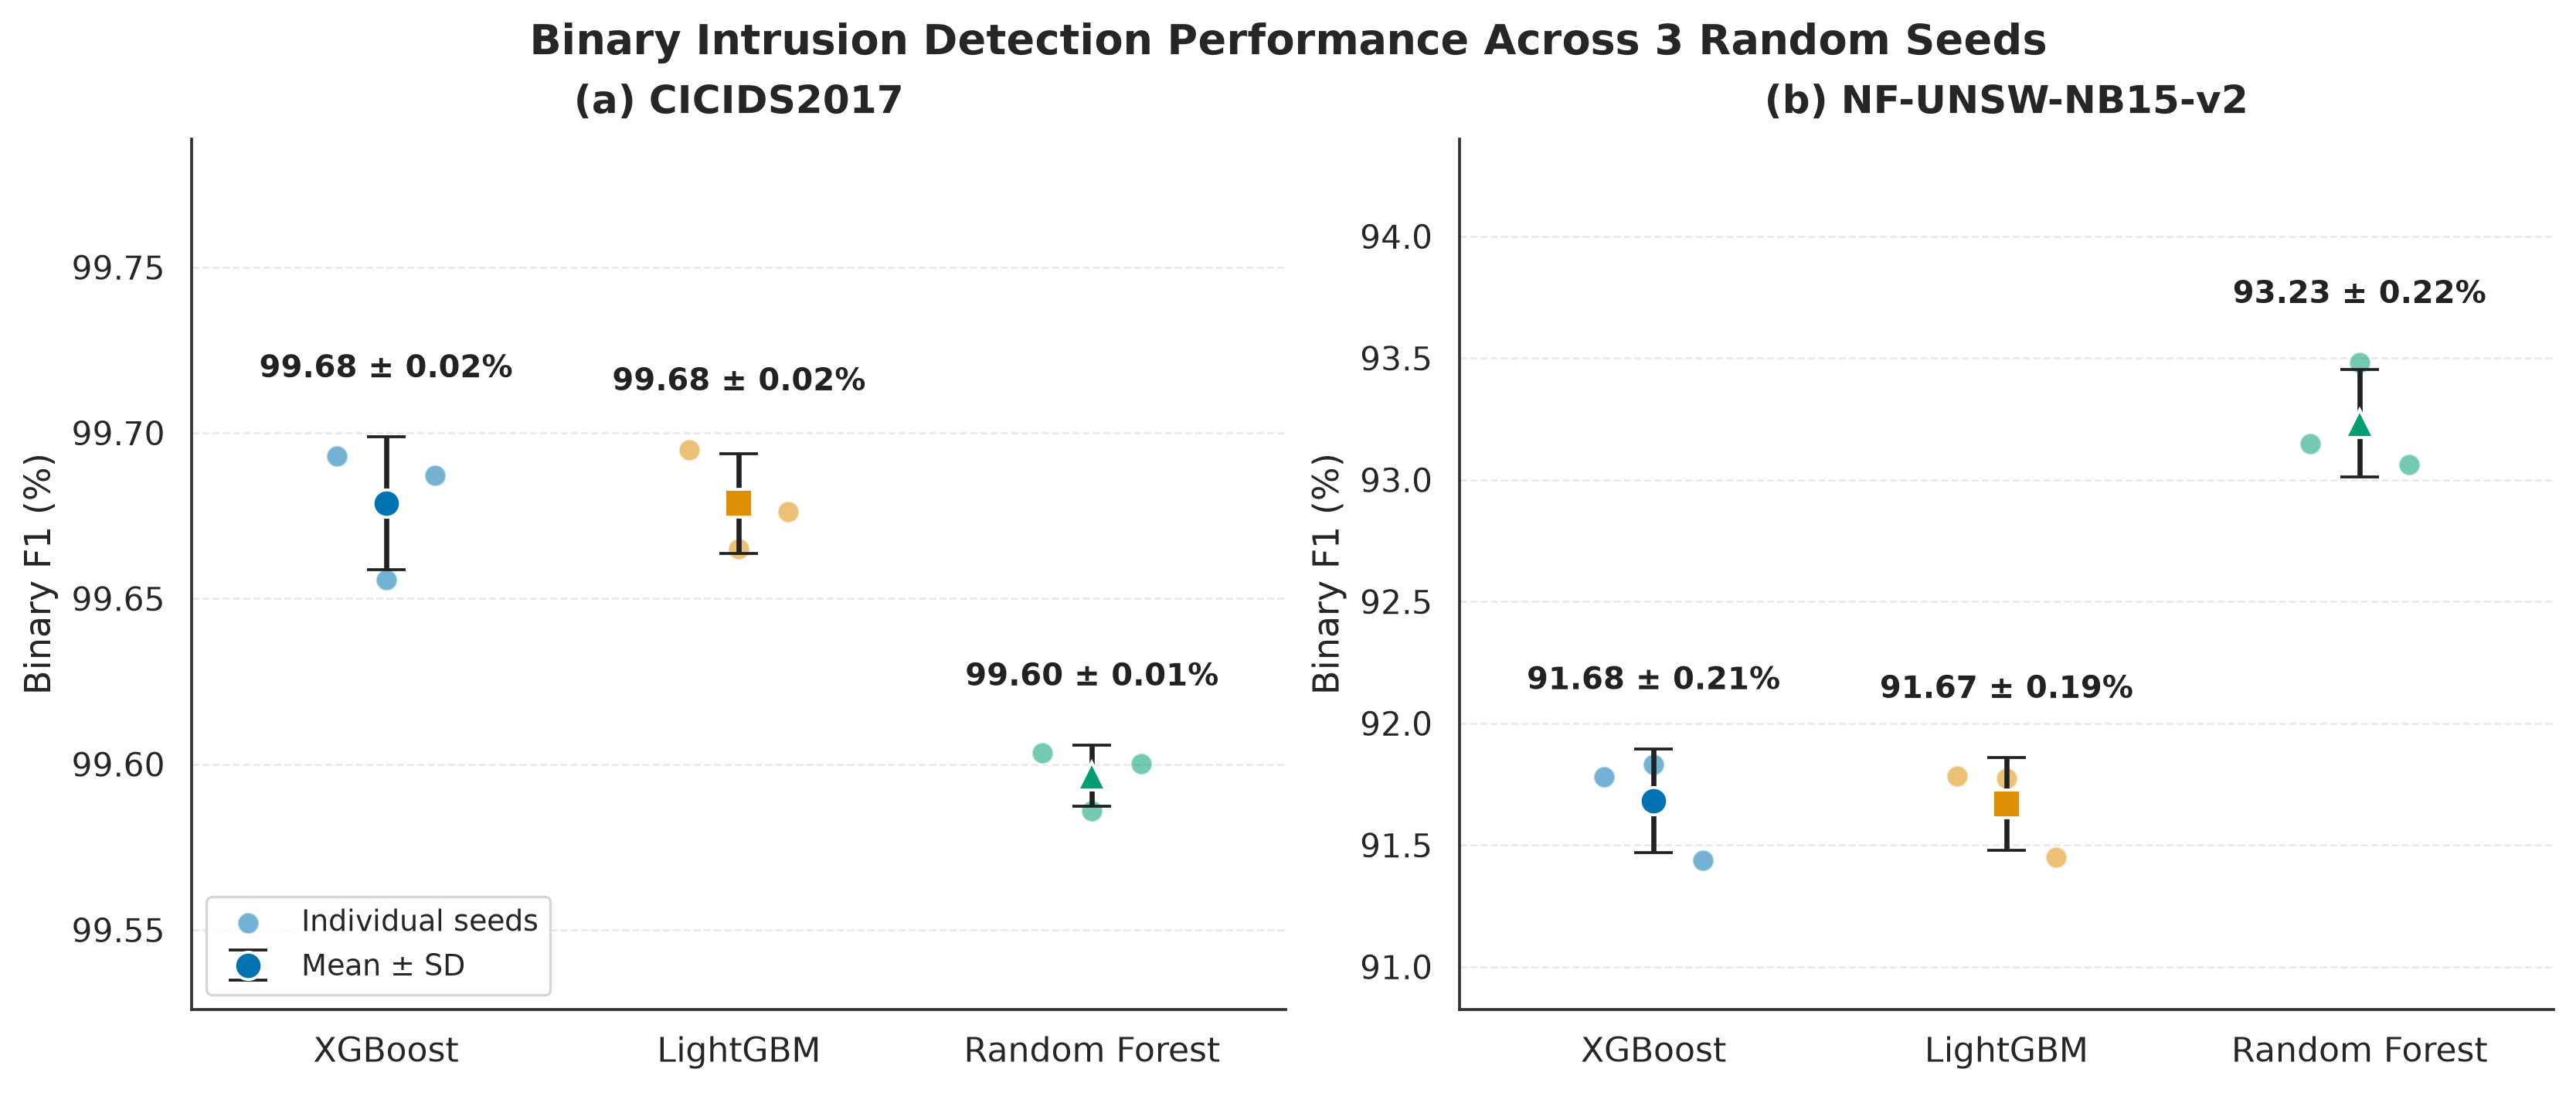 Binary Intrusion Detection Performance Across 3 Random Seeds
(a) CICIDS2017
Binary F1 (%)
99.75
99.70
99.65
99.60
99.55
99.68 ± 0.02%
99.68 ± 0.02%
99.60 ± 0.01%
Individual seeds
Mean ± SD
XGBoost
LightGBM
Random Forest
(b) NF-UNSW-NB15-v2
Binary F1 (%)
94.0
93.5
93.0
92.5
92.0
91.5
91.0
91.68 ± 0.21%
91.67 ± 0.19%
93.23 ± 0.22%
XGBoost
LightGBM
Random Forest